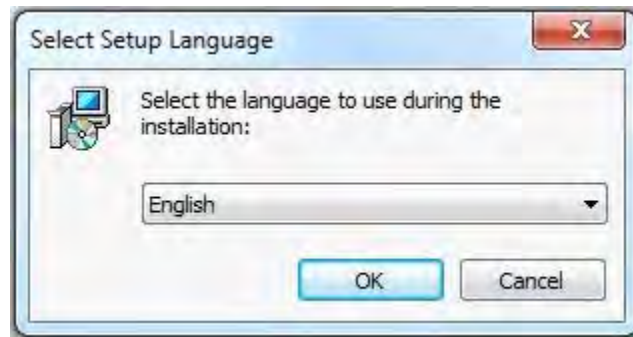 Select Setup Language
Select the language to use during the
installation:
English
OK
Cancel